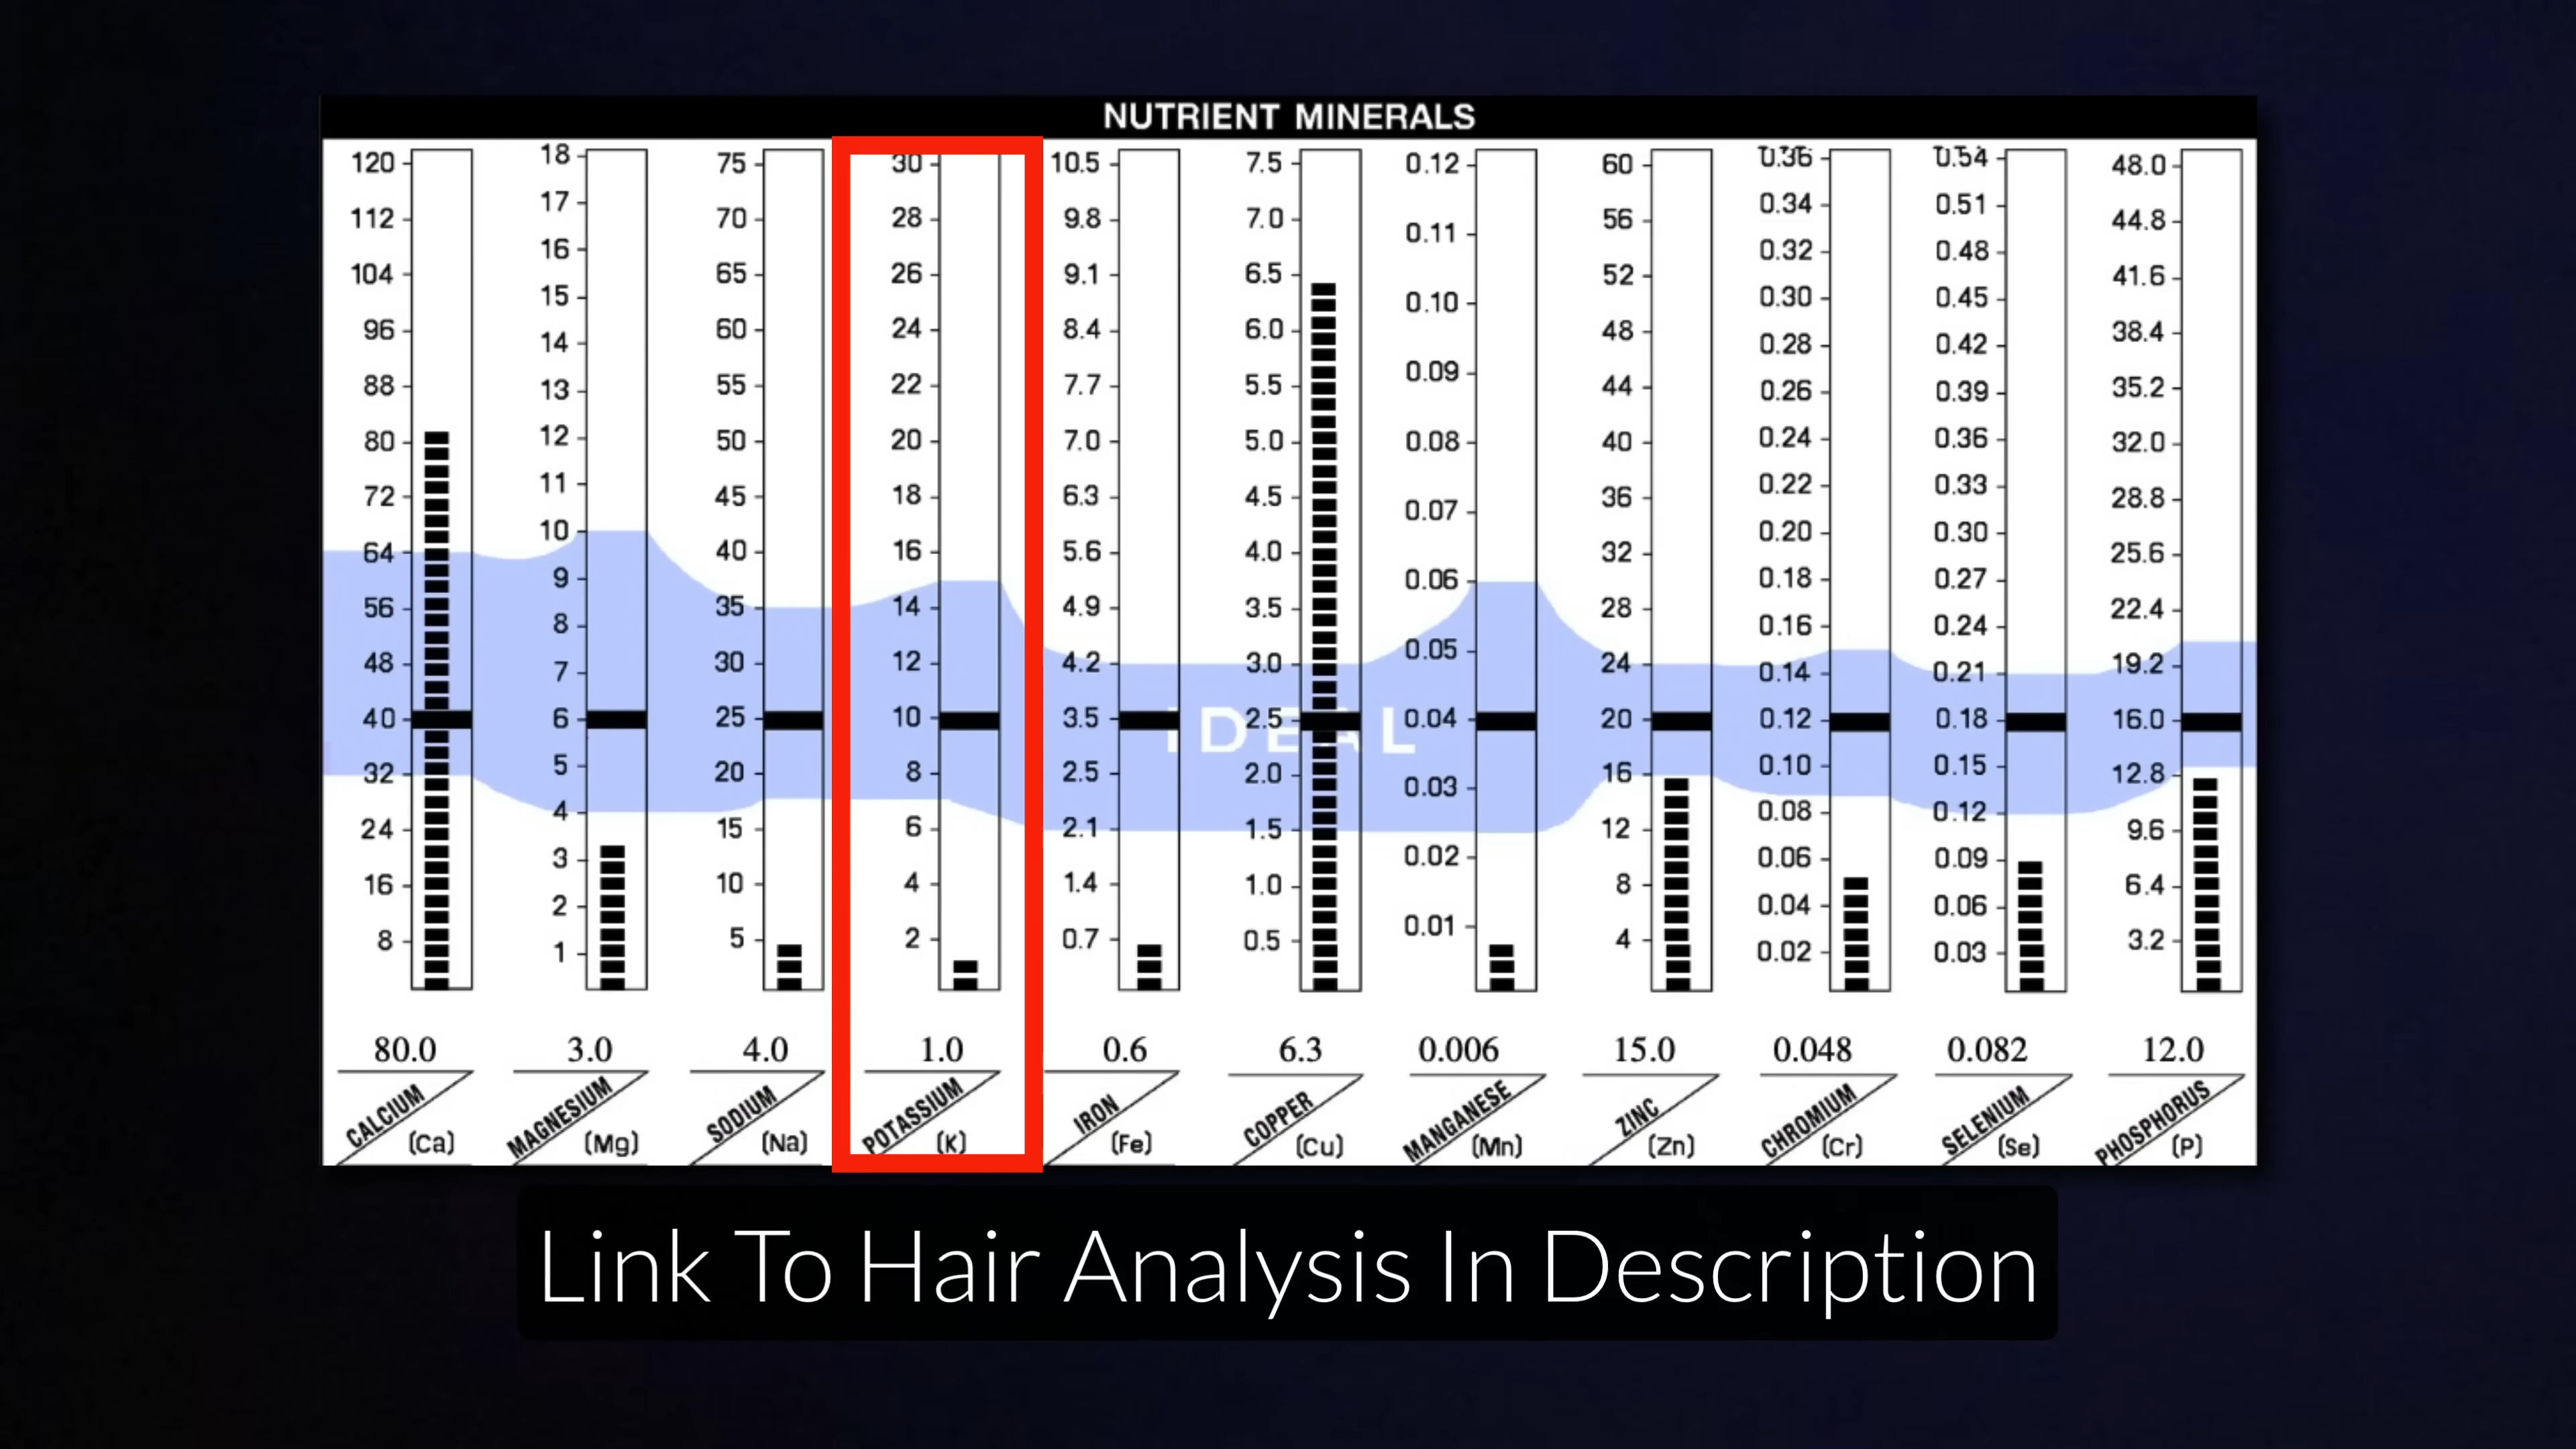 NUTRIENT MINERALS
120 18 75 30 10.5 7.5 0.12 60 0.36 0.54 48.0
112 17 70 28 9.8 7.0 0.11 56 0.34 0.51 44.8
104 16 65 26 9.1 6.5 0.10 52 0.32 0.48 41.6
96 15 60 24 8.4 6.0 0.09 48 0.30 0.45 38.4
88 14 55 22 7.7 5.5 0.08 44 0.28 0.42 35.2
80 13 50 20 7.0 5.0 0.07 40 0.26 0.39 32.0
72 12 45 18 6.3 4.5 0.06 36 0.24 0.36 28.8
64 11 40 16 5.6 4.0 0.05 32 0.22 0.33 25.6
56 10 35 14 4.9 3.5 0.04 28 0.20 0.30 22.4
48 9 30 12 4.2 3.0 0.03 24 0.18 0.27 19.2
40 8 25 10 3.5 2.5 0.02 20 0.16 0.24 16.0
32 7 20 8 2.5 2.0 0.01 16 0.14 0.21 12.8
24 6 15 6 2.1 1.5 12 0.12 0.18 9.6
16 5 10 4 1.4 1.0 8 0.10 0.15 6.4
8 4 5 2 0.7 0.5 4 0.08 0.12 3.2
3 0.06 0.09
2 0.04 0.06
1 0.02 0.03
IDEAL
80.0 3.0 4.0 1.0 0.6 6.3 0.006 15.0 0.048 0.082 12.0
CALCIUM MAGNESIUM SODIUM POTASSIUM IRON COPPER MANGANESE ZINC CHROMIUM SELENIUM PHOSPHORUS
(Ca) (Mg) (Na) (K) (Fe) (Cu) (Mn) (Zn) (Cr) (Se) (P)
Link To Hair Analysis In Description